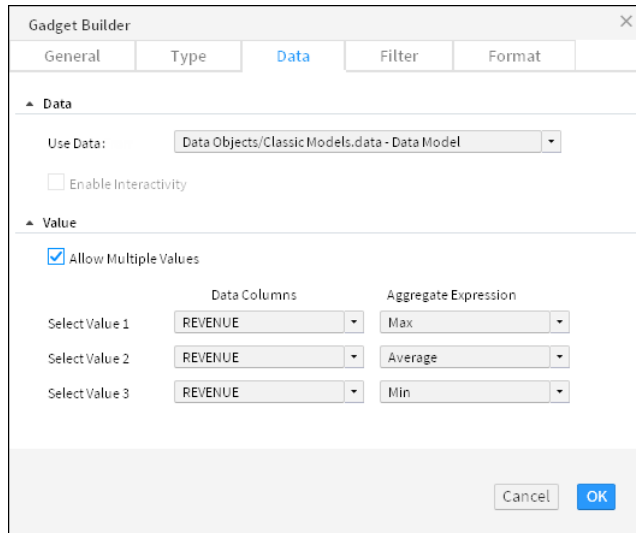 Gadget Builder
General Type Data Filter Format
Data
Use Data: Data Objects/Classic Models.data - Data Model
Enable Interactivity
Value
Allow Multiple Values
Data Columns Aggregate Expression
Select Value 1 REVENUE Max
Select Value 2 REVENUE Average
Select Value 3 REVENUE Min
Cancel OK